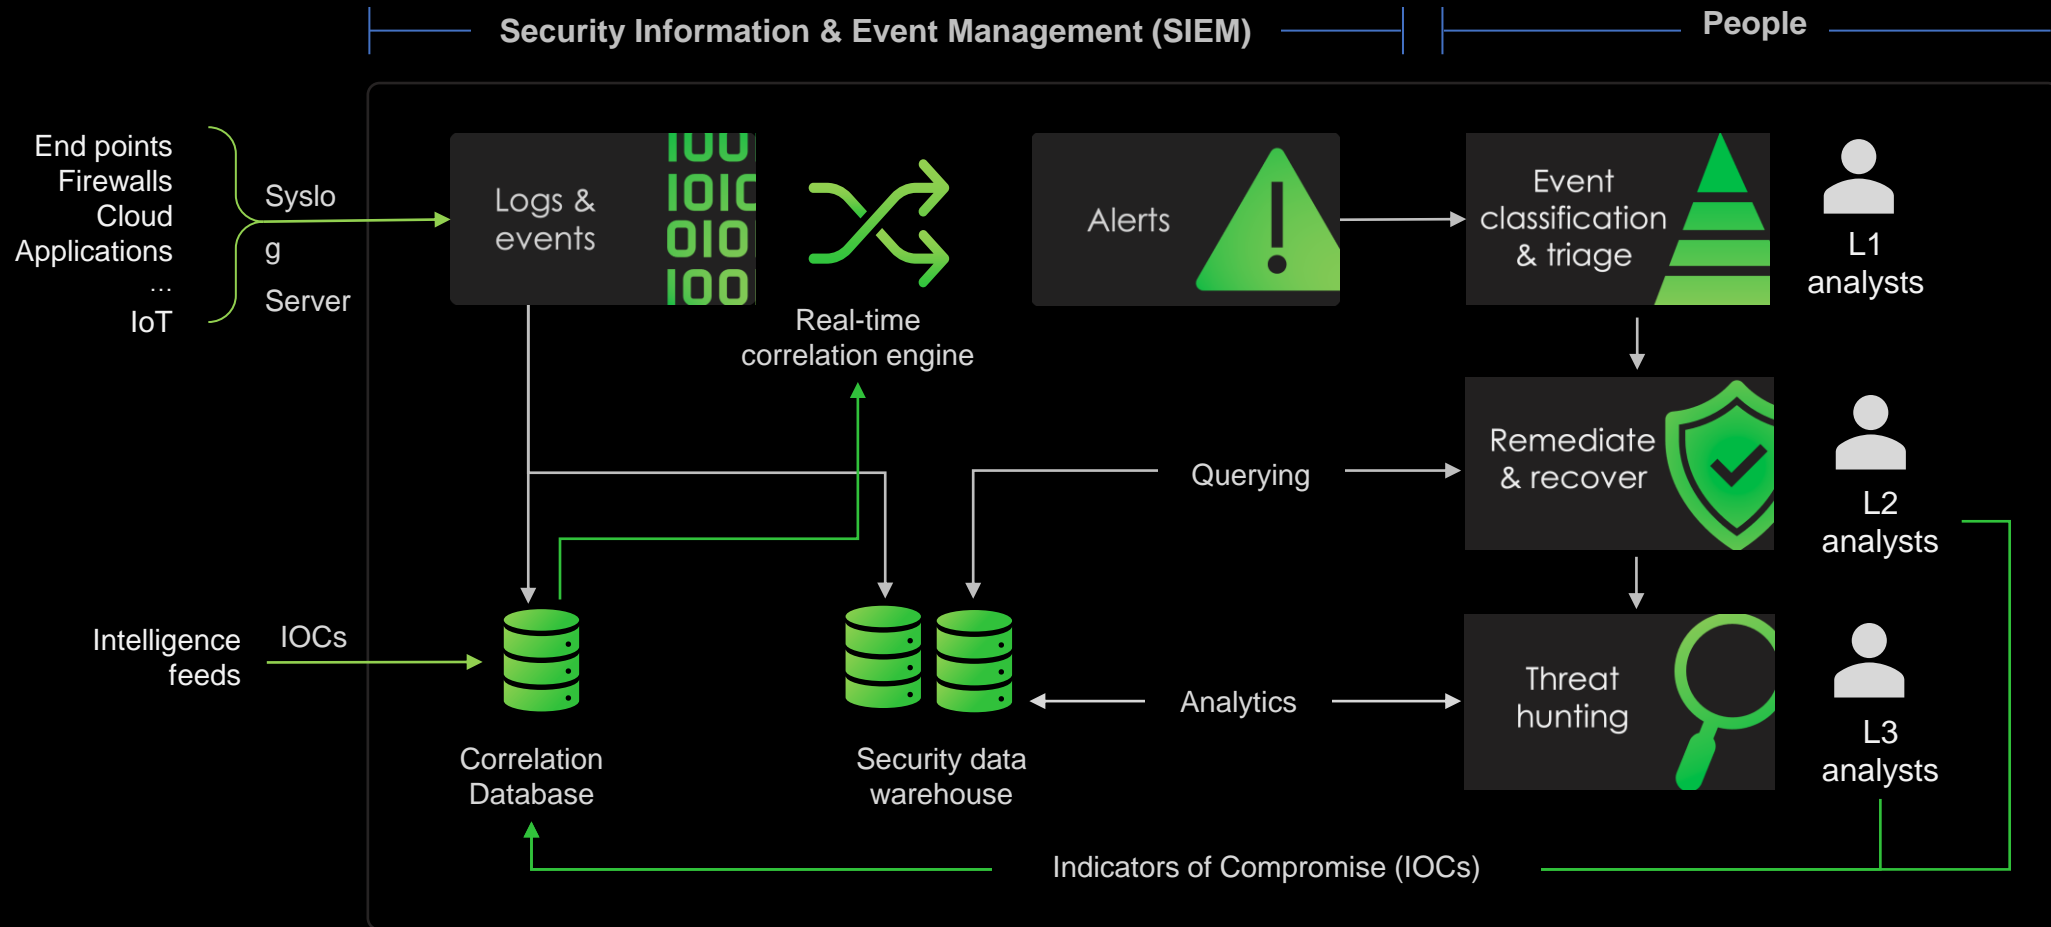 Security Information & Event Management (SIEM)
People
End points
Firewalls
Cloud
Applications
...
IoT
Syslo
g
Server
Logs &
events
Real-time
correlation engine
Alerts
Event
classification
& triage
L1
analysts
Querying
Remediate
& recover
L2
analysts
Intelligence
feeds
IOCs
Correlation
Database
Security data
warehouse
Analytics
Threat
hunting
L3
analysts
Indicators of Compromise (IOCs)